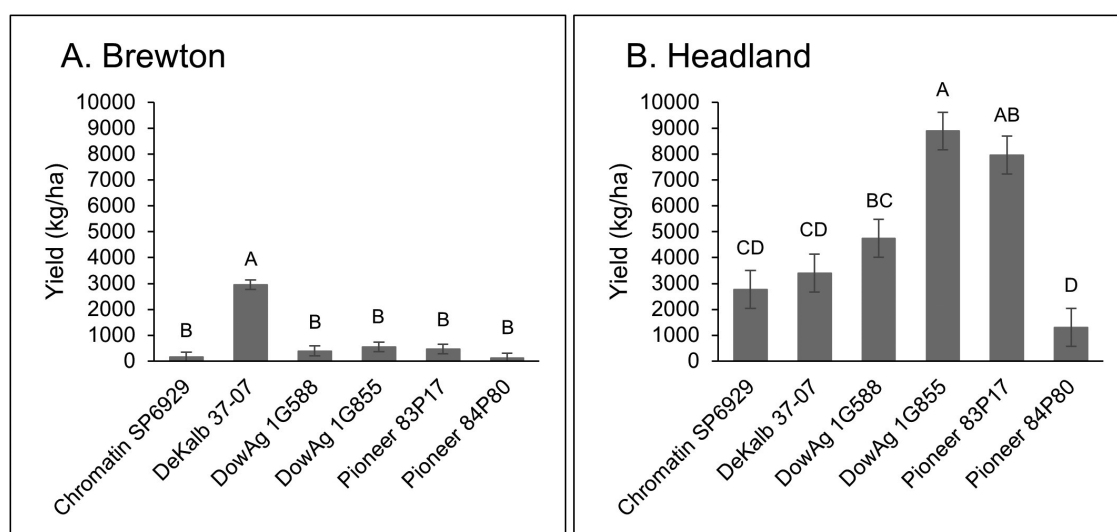 A. Brewton
Yield (kg/ha)
10000
9000
8000
7000
6000
5000
4000
3000
2000
1000
0
B
A
B
B
B
B
Chromatin SP6929
DeKalb 37-07
DowAg 1G588
DowAg 1G855
Pioneer 83P17
Pioneer 84P80
B. Headland
Yield (kg/ha)
10000
9000
8000
7000
6000
5000
4000
3000
2000
1000
0
CD
CD
BC
A
AB
D
Chromatin SP6929
DeKalb 37-07
DowAg 1G588
DowAg 1G855
Pioneer 83P17
Pioneer 84P80